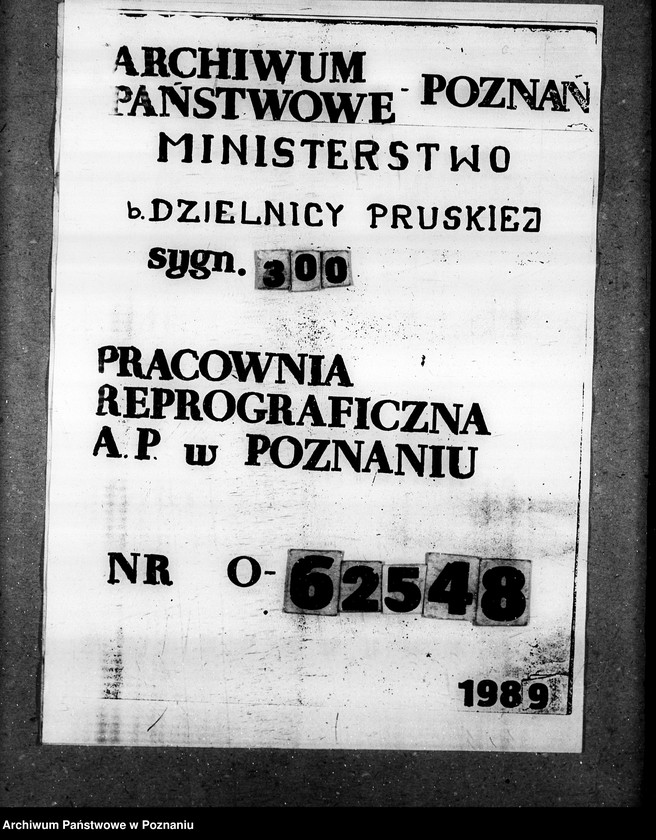 ARCHIWUM
PAŃSTWOWE - POZNAŃ
MINISTERSTWO
b. DZIELNICY PRUSKIEJ
sygn. 300
PRACOWNIA
REPROGRAFICZNA
A.P. w POZNANIU
NR O-62548
1989
Archiwum Państwowe w Poznaniu